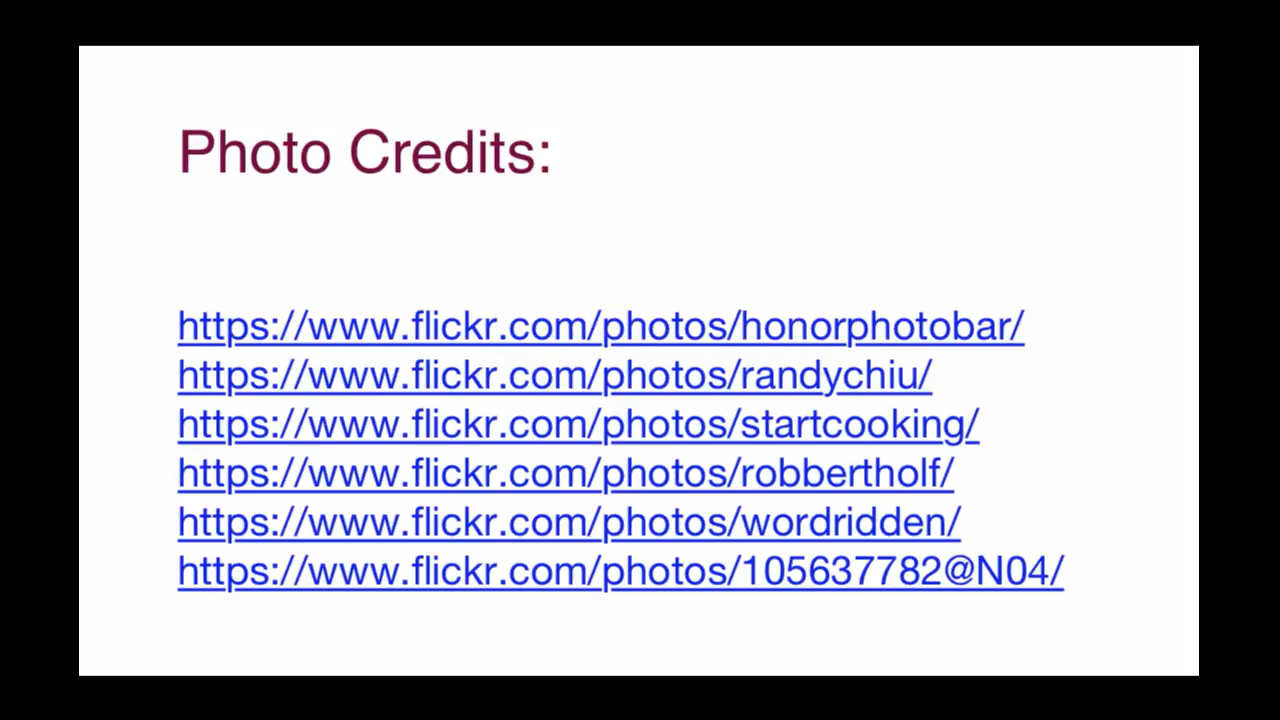 Photo Credits:
https://www.flickr.com/photos/honorphotobar/
https://www.flickr.com/photos/randychiu/
https://www.flickr.com/photos/startcooking/
https://www.flickr.com/photos/robbertholf/
https://www.flickr.com/photos/wordridden/
https://www.flickr.com/photos/105637782@N04/